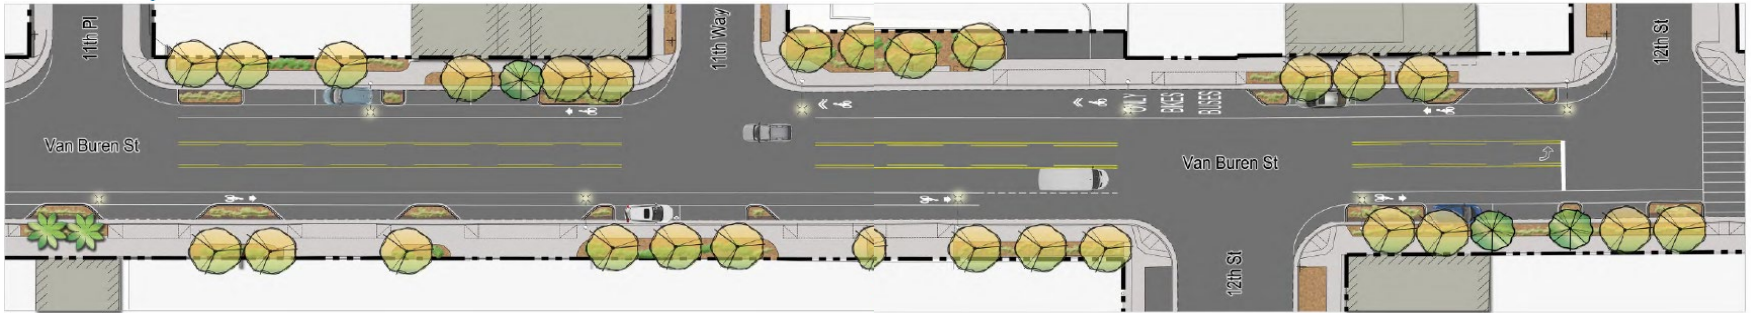 11th Pl
11th Way
12th St
ONLY
BIKES
BUSES
Van Buren St
Van Buren St
12th St